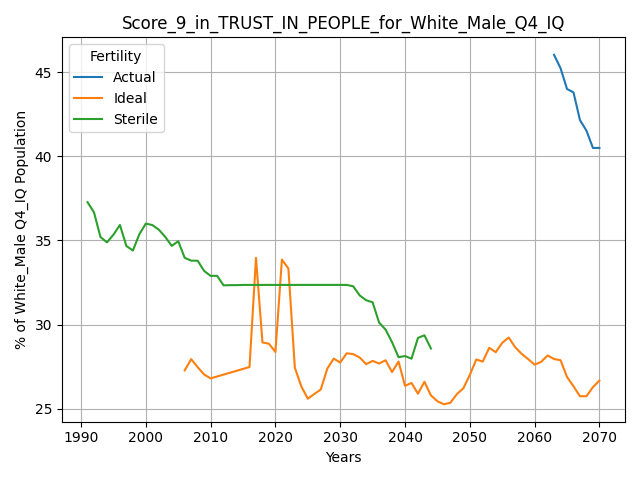 Score_9_in_TRUST_IN_PEOPLE_for_White_Male_Q4_IQ
Fertility
Actual
Ideal
Sterile
% of White_Male Q4_IQ Population
45
40
35
30
25
1990 2000 2010 2020 2030 2040 2050 2060 2070
Years